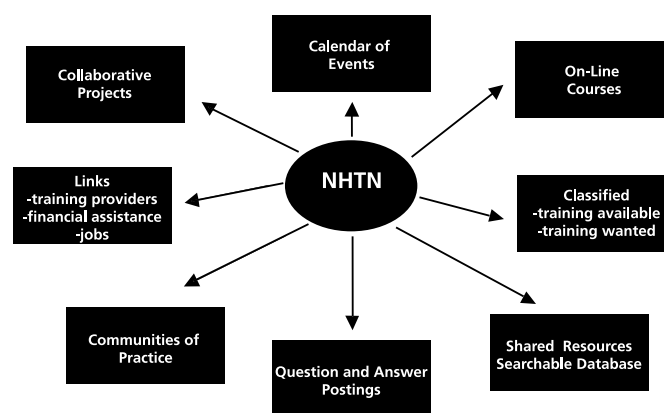 Calendar of
Events
Collaborative
Projects
On-Line
Courses
NHTN
Links
-training providers
-financial assistance
-jobs
Classified
-training available
-training wanted
Communities of
Practice
Question and Answer
Postings
Shared Resources
Searchable Database